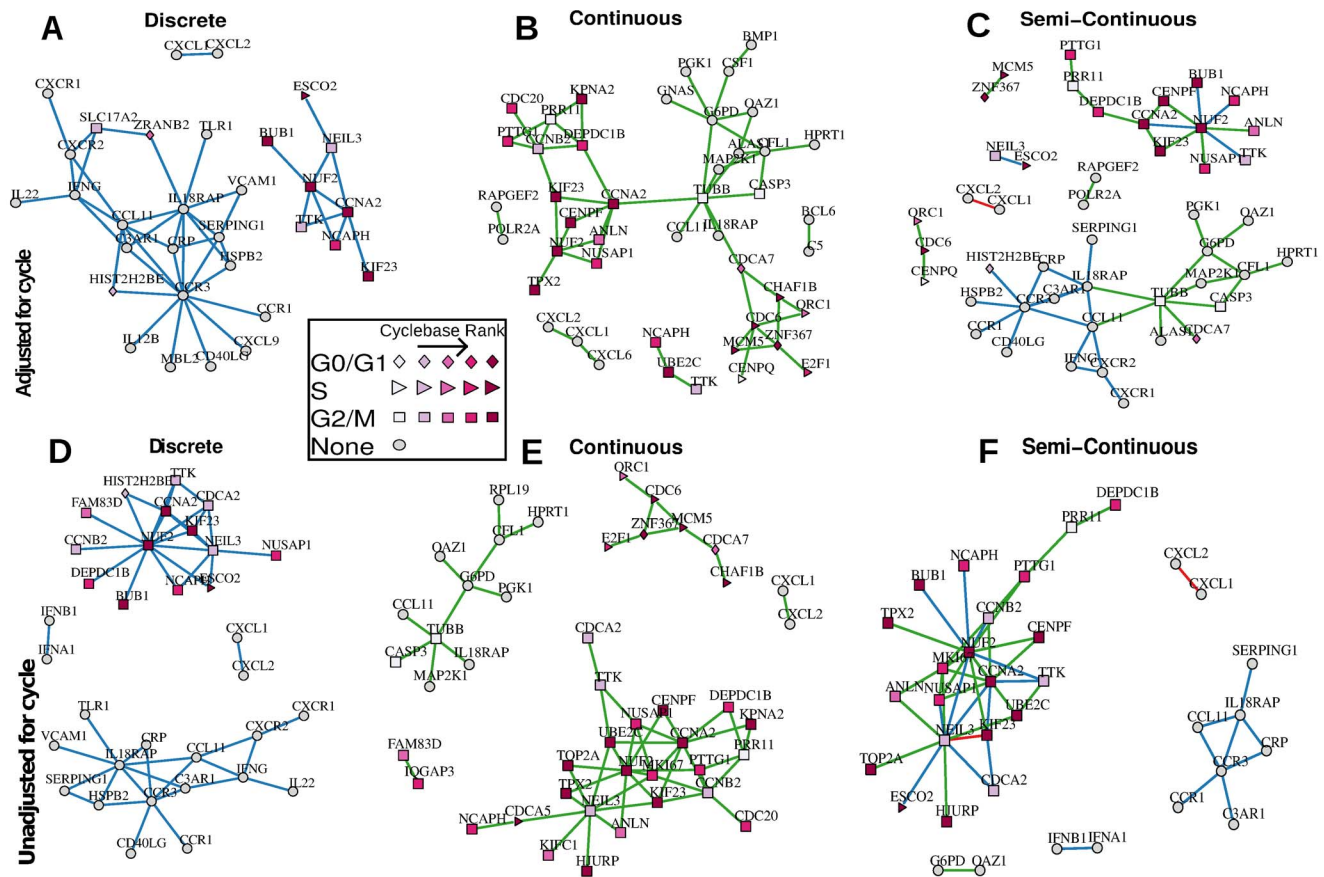 A
Discrete
CXCL1
CXCL2
CXCR1
ESCO2
SLC17A2
ZRANB2
TLR1
BUB1
NEIL3
CXCR2
IL22
IFNG
IL18RAP
VCAM1
NUF2
CCNA2
CCL11
SERPING1
TTK
C3AR1
CRP
HSPB2
NCAPH
HIST2H2BE
CCR3
KIF23
CCR1
IL12B
MBL2
CD40LG
CXCL9
Adjusted for cycle
B
Continuous
BMP1
PGK1
CSF1
GNAS
CDC20
KPNA2
PRR11
G6PD
OAZ1
PTTG1
CCNB2
DEPDC1B
ALAS1
CFL1
HPRT1
MAP2K1
RAPGEF2
KIF23
CCNA2
TUBB
CASP3
POLR2A
CENPF
CCL11
IL18RAP
BCL6
NUF2
ANLN
NUSAP1
C5
TPX2
CDCA7
CHAF1B
ORC1
CXCL2
CXCL1
CXCL6
NCAPH
UBE2C
TTK
CDC6
MCM5
ZNF367
CENPQ
E2F1
C
Semi−Continuous
PTTG1
MCM5
ZNF367
PRR11
BUB1
DEPDC1B
CENPF
NCAPH
CCNA2
NUF2
ANLN
NEIL3
ESCO2
KIF23
NUSAP1
TTK
RAPGEF2
POLR2A
CXCL2
CXCL1
ORC1
CDC6
CENPQ
SERPING1
PGK1
OAZ1
HIST2H2BE
CRP
IL18RAP
G6PD
HPRT1
MAP2K1
CFL1
HSPB2
CCR3
C3AR1
TUBB
CASP3
CCR1
CD40LG
CCL11
ALAS1
CDCA7
IFNG
CXCR2
CXCR1
Cyclebase Rank
G0/G1
S
G2/M
None
D
Discrete
TTK
HIST2H2BE
CDCA2
FAM83D
CCNA2
KIF23
CCNB2
NUF2
NEIL3
NUSAP1
DEPDC1B
NCAPH
ESCO2
BUB1
IFNB1
IFNA1
CXCL1
CXCL2
TLR1
CXCR1
VCAM1
CRP
CXCR2
IL18RAP
CCL11
SERPING1
C3AR1
IFNG
HSPB2
CCR3
IL22
CD40LG
CCR1
Unadjusted for cycle
E
Continuous
ORC1
RPL19
CDC6
HPRT1
ZNF367
MCM5
CFL1
E2F1
CDCA7
OAZ1
CHAF1B
G6PD
PGK1
CXCL1
CCL11
CXCL2
TUBB
CDCA2
CASP3
IL18RAP
MAP2K1
TTK
CENPF
DEPDC1B
NUSAP1
KPNA2
UBE2C
CCNA2
FAM83D
TOP2A
NUF2
MKI67
PTTG1
PRR11
IQGAP3
TPX2
CCNB2
NEIL3
KIF23
NCAPH
CDCA5
ANLN
CDC20
KIFC1
HJURP
F
Semi−Continuous
DEPDC1B
PRR11
NCAPH
BUB1
PTTG1
CXCL2
CXCL1
TPX2
CCNB2
CENPF
NUF2
CCNA2
TTK
ANLN
NUSAP1
UBE2C
SERPING1
NEIL3
KIF23
IL18RAP
CCL11
TOP2A
CRP
CDCA2
CCR3
ESCO2
HJURP
CCR1
C3AR1
IFNB1
IFNA1
G6PD
OAZ1